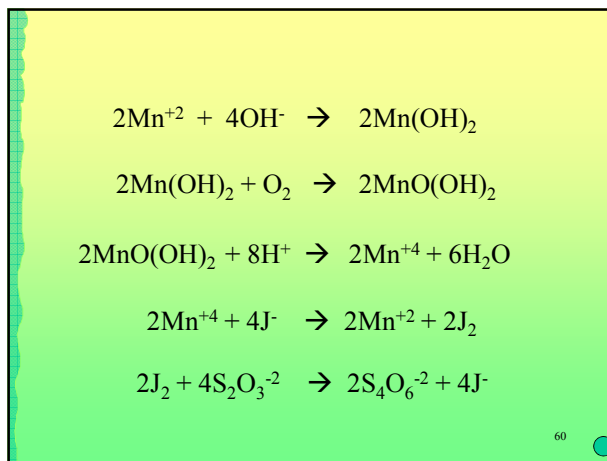 2Mn⁺² + 4OH⁻ → 2Mn(OH)₂
2Mn(OH)₂ + O₂ → 2MnO(OH)₂
2MnO(OH)₂ + 8H⁺ → 2Mn⁺⁴ + 6H₂O
2Mn⁺⁴ + 4J⁻ → 2Mn⁺² + 2J₂
2J₂ + 4S₂O₃⁻² → 2S₄O₆⁻² + 4J⁻
60